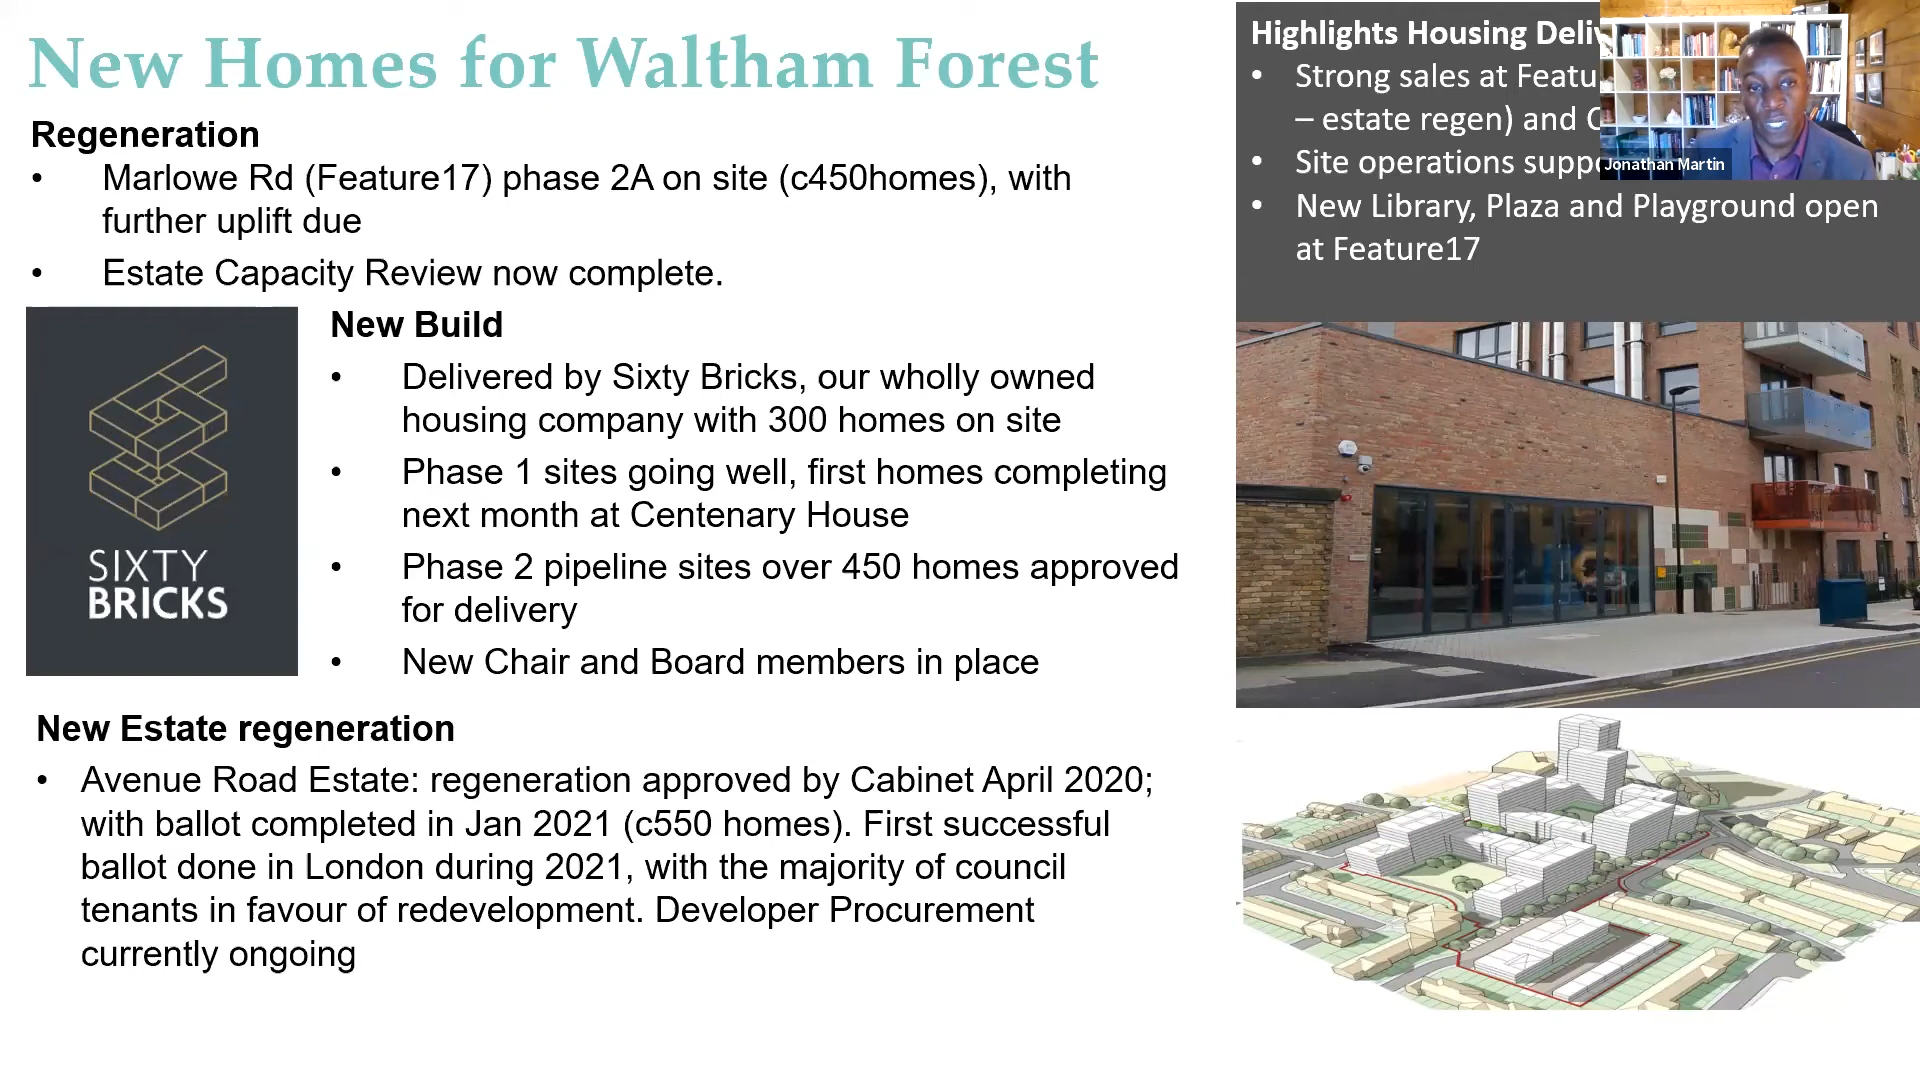 New Homes for Waltham Forest
Regeneration
• Marlowe Rd (Feature17) phase 2A on site (c450homes), with
further uplift due
• Estate Capacity Review now complete.
SIXTY
BRICKS
New Build
• Delivered by Sixty Bricks, our wholly owned
housing company with 300 homes on site
• Phase 1 sites going well, first homes completing
next month at Centenary House
• Phase 2 pipeline sites over 450 homes approved
for delivery
• New Chair and Board members in place
New Estate regeneration
• Avenue Road Estate: regeneration approved by Cabinet April 2020;
with ballot completed in Jan 2021 (c550 homes). First successful
ballot done in London during 2021, with the majority of council
tenants in favour of redevelopment. Developer Procurement
currently ongoing
Highlights Housing
• Strong sales at
– estate regen) and
• Site operations
• New Library, Plaza and Playground open
at Feature17
Jonathan Martin